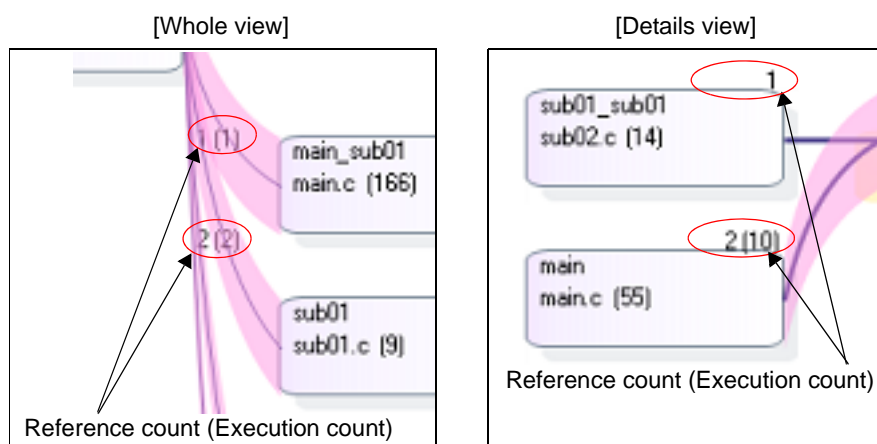 [Whole view]
1 (1)
main_sub01
main.c (166)
2 (2)
sub01
sub01.c (9)
Reference count (Execution count)
[Details view]
1
sub01_sub01
sub02.c (14)
2 (10)
main
main.c (55)
Reference count (Execution count)